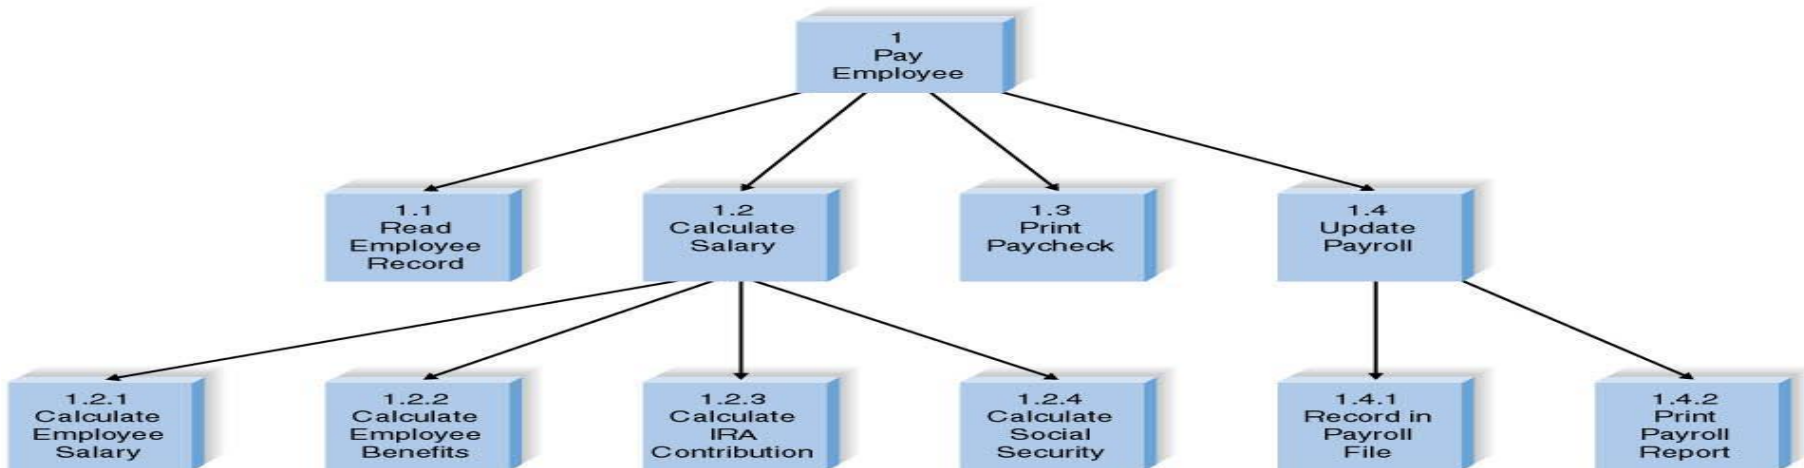 1
Pay
Employee
1.1
Read
Employee
Record
1.2
Calculate
Salary
1.3
Print
Paycheck
1.4
Update
Payroll
1.2.1
Calculate
Employee
Salary
1.2.2
Calculate
Employee
Benefits
1.2.3
Calculate
IRA
Contribution
1.2.4
Calculate
Social
Security
1.4.1
Record in
Payroll
File
1.4.2
Print
Payroll
Report